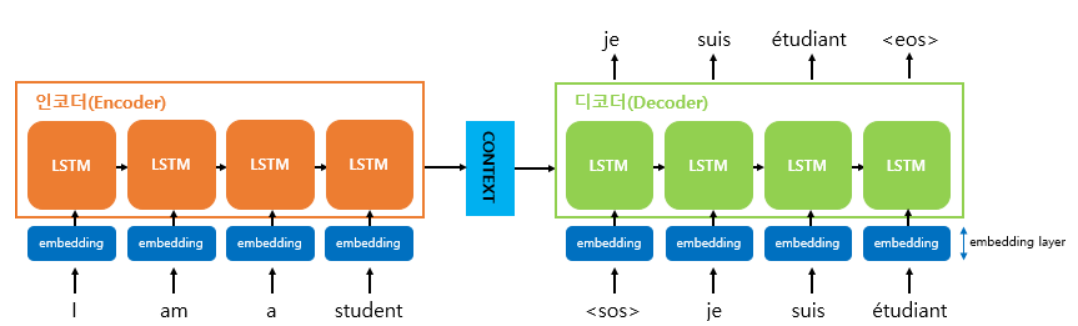 je suis étudiant <eos>
인코더(Encoder)
디코더(Decoder)
LSTM LSTM LSTM LSTM
CONTEXT
LSTM LSTM LSTM LSTM
embedding embedding embedding embedding
embedding embedding embedding embedding
embedding layer
I am a student
<sos> je suis étudiant